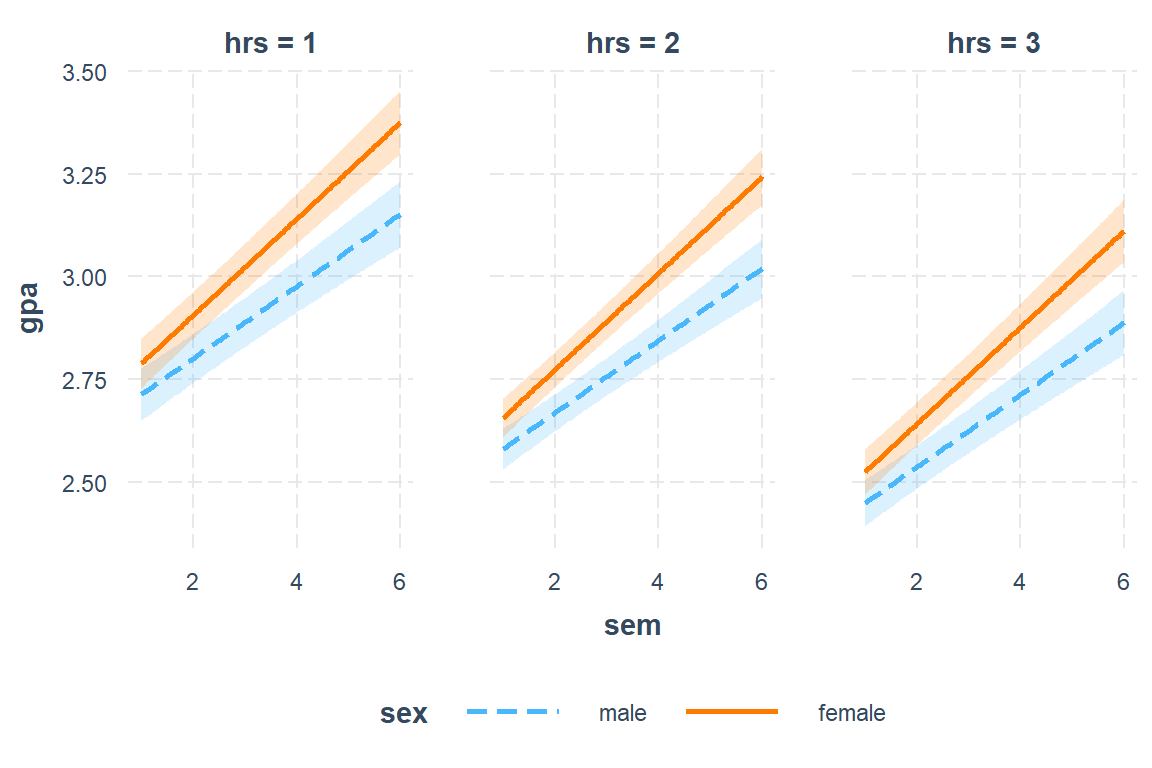 hrs = 1 hrs = 2 hrs = 3
3.50
3.25
3.00
2.75
2.50
gpa
2 4 6 2 4 6 2 4 6
sem
sex male female